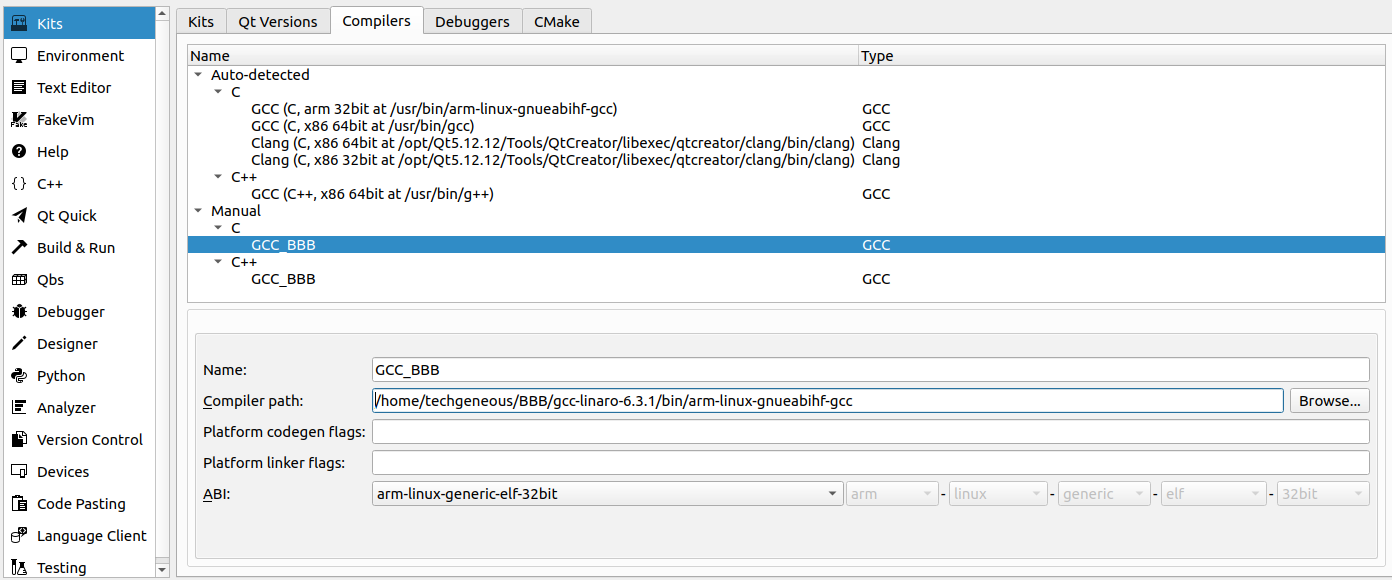 Kits
Environment
Text Editor
FakeVim
Help
C++
Qt Quick
Build & Run
Qbs
Debugger
Designer
Python
Analyzer
Version Control
Devices
Code Pasting
Language Client
Testing
Kits Qt Versions Compilers Debuggers CMake
Name Type
Auto-detected
C
GCC (C, arm 32bit at /usr/bin/arm-linux-gnueabihf-gcc) GCC
GCC (C, x86 64bit at /usr/bin/gcc) GCC
Clang (C, x86 64bit at /opt/Qt5.12.12/Tools/QtCreator/libexec/qtcreator/clang/bin/clang) Clang
Clang (C, x86 32bit at /opt/Qt5.12.12/Tools/QtCreator/libexec/qtcreator/clang/bin/clang) Clang
C++
GCC (C++, x86 64bit at /usr/bin/g++) GCC
Manual
C
GCC_BBB GCC
C++
GCC_BBB GCC
Name: GCC_BBB
Compiler path: /home/techgeneous/BBB/gcc-linaro-6.3.1/bin/arm-linux-gnueabihf-gcc Browse...
Platform codegen flags:
Platform linker flags:
ABI: arm-linux-generic-elf-32bit arm - linux - generic - elf - 32bit